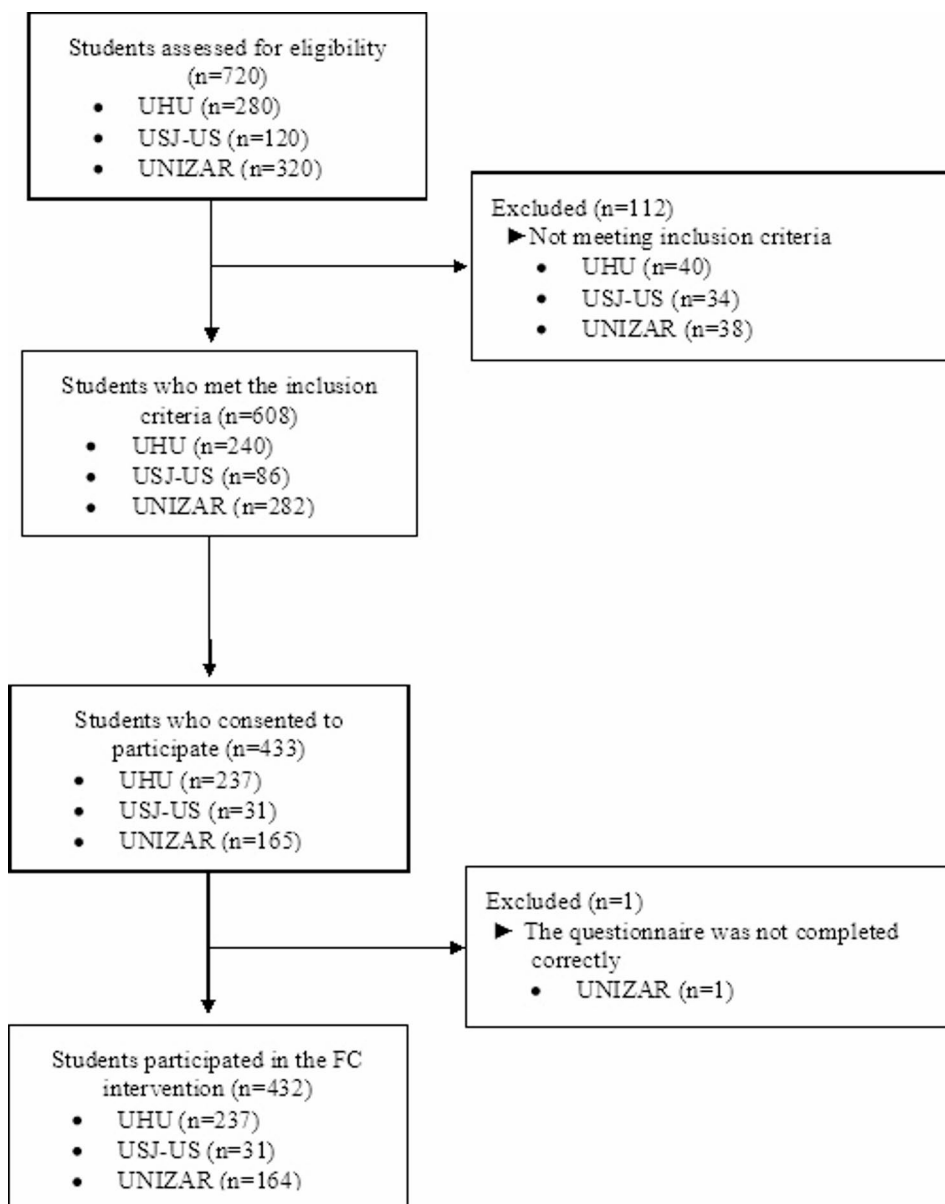 Students assessed for eligibility
(n=720)
• UHU (n=280)
• USJ-US (n=120)
• UNIZAR (n=320)
Excluded (n=112)
►Not meeting inclusion criteria
• UHU (n=40)
• USJ-US (n=34)
• UNIZAR (n=38)
Students who met the inclusion
criteria (n=608)
• UHU (n=240)
• USJ-US (n=86)
• UNIZAR (n=282)
Students who consented to
participate (n=433)
• UHU (n=237)
• USJ-US (n=31)
• UNIZAR (n=165)
Excluded (n=1)
► The questionnaire was not completed
correctly
• UNIZAR (n=1)
Students participated in the FC
intervention (n=432)
• UHU (n=237)
• USJ-US (n=31)
• UNIZAR (n=164)